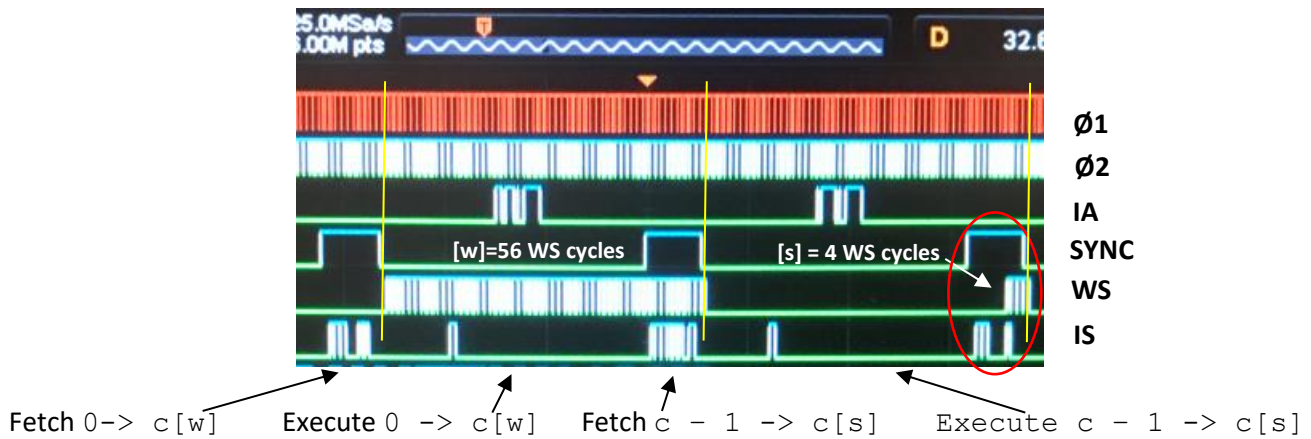 25.0MSa/s
6.00M pts
T
D 32.6
Ø1
Ø2
IA
SYNC
[w]=56 WS cycles
[s] = 4 WS cycles
WS
IS
Fetch 0-> c[w] Execute 0 -> c[w] Fetch c - 1 -> c[s] Execute c - 1 -> c[s]